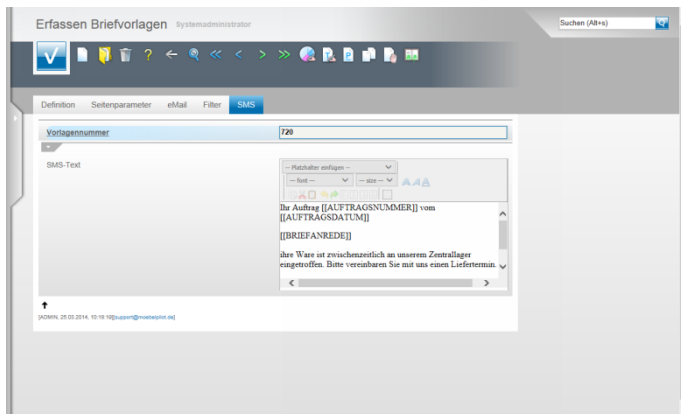 Erfassen Briefvorlagen Systemadministrator
Suchen (Alt+s)
Definition Seitenparameter eMail Filter SMS
Vorlagennummer 720
SMS-Text
-- Platzhalter einfügen --
-- font -- -- size --
Ihr Auftrag [[AUFTRAGSNUMMER]] vom
[[AUFTRAGSDATUM]]
[[BRIEFANREDE]]
ihre Ware ist zwischenzeitlich an unserem Zentrallager
eingetroffen. Bitte vereinbaren Sie mit uns einen Liefertermin.
[ADMIN, 25.03.2014, 10:18:18][support@moebelpilot.de]